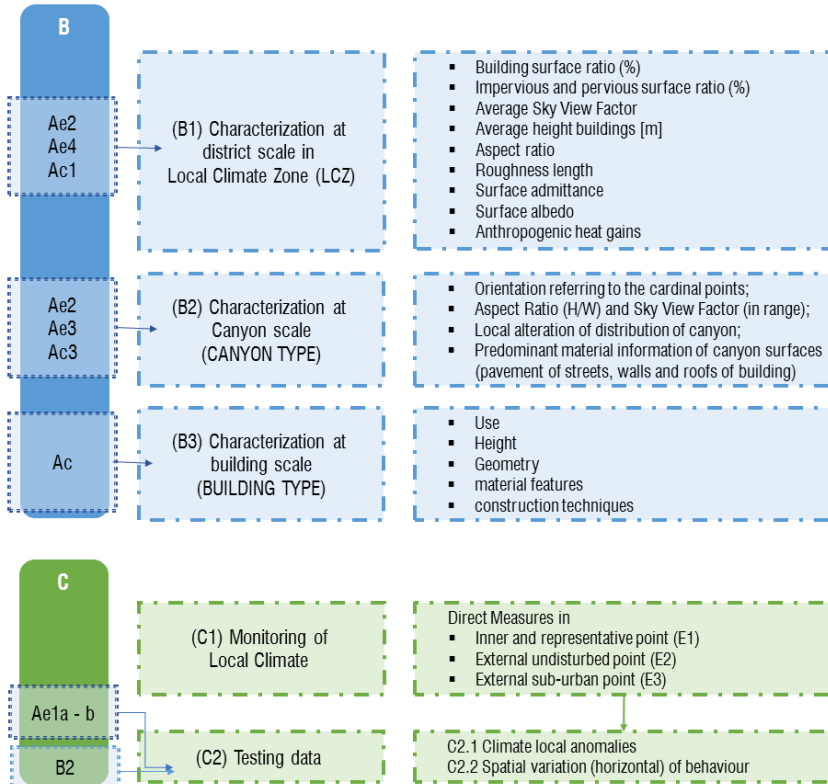 B
Ae2
Ae4
Ac1
(B1) Characterization at
district scale in
Local Climate Zone (LCZ)
▪ Building surface ratio (%)
▪ Impervious and pervious surface ratio (%)
▪ Average Sky View Factor
▪ Average height buildings [m]
▪ Aspect ratio
▪ Roughness length
▪ Surface admittance
▪ Surface albedo
▪ Anthropogenic heat gains
Ae2
Ae3
Ac3
(B2) Characterization at
Canyon scale
(CANYON TYPE)
▪ Orientation referring to the cardinal points;
▪ Aspect Ratio (H/W) and Sky View Factor (in range);
▪ Local alteration of distribution of canyon;
▪ Predominant material information of canyon surfaces
(pavement of streets, walls and roofs of building)
Ac
(B3) Characterization at
building scale
(BUILDING TYPE)
▪ Use
▪ Height
▪ Geometry
▪ material features
▪ construction techniques
C
(C1) Monitoring of
Local Climate
Direct Measures in
▪ Inner and representative point (E1)
▪ External undisturbed point (E2)
▪ External sub-urban point (E3)
Ae1a - b
B2
(C2) Testing data
C2.1 Climate local anomalies
C2.2 Spatial variation (horizontal) of behaviour